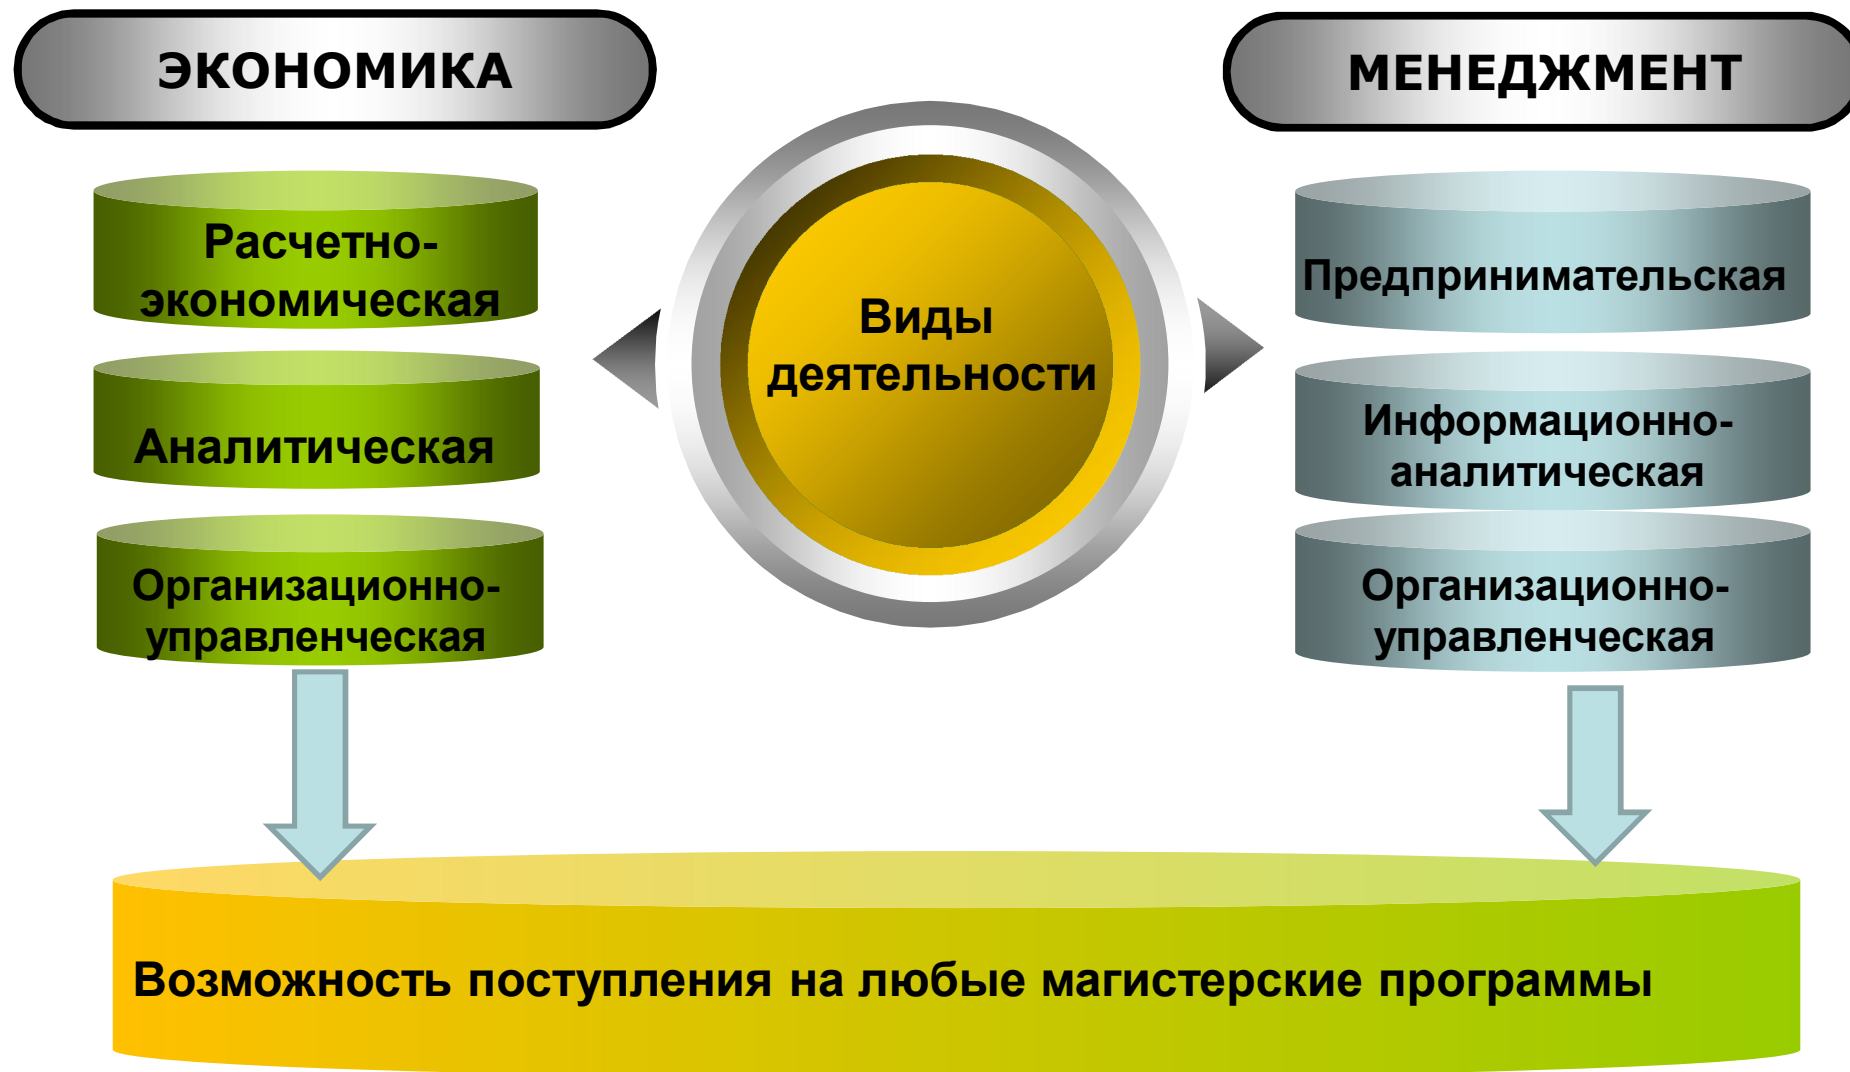 ЭКОНОМИКА
МЕНЕДЖМЕНТ
Расчетно-
экономическая
Аналитическая
Организационно-
управленческая
Виды
деятельности
Предпринимательская
Информационно-
аналитическая
Организационно-
управленческая
Возможность поступления на любые магистерские программы